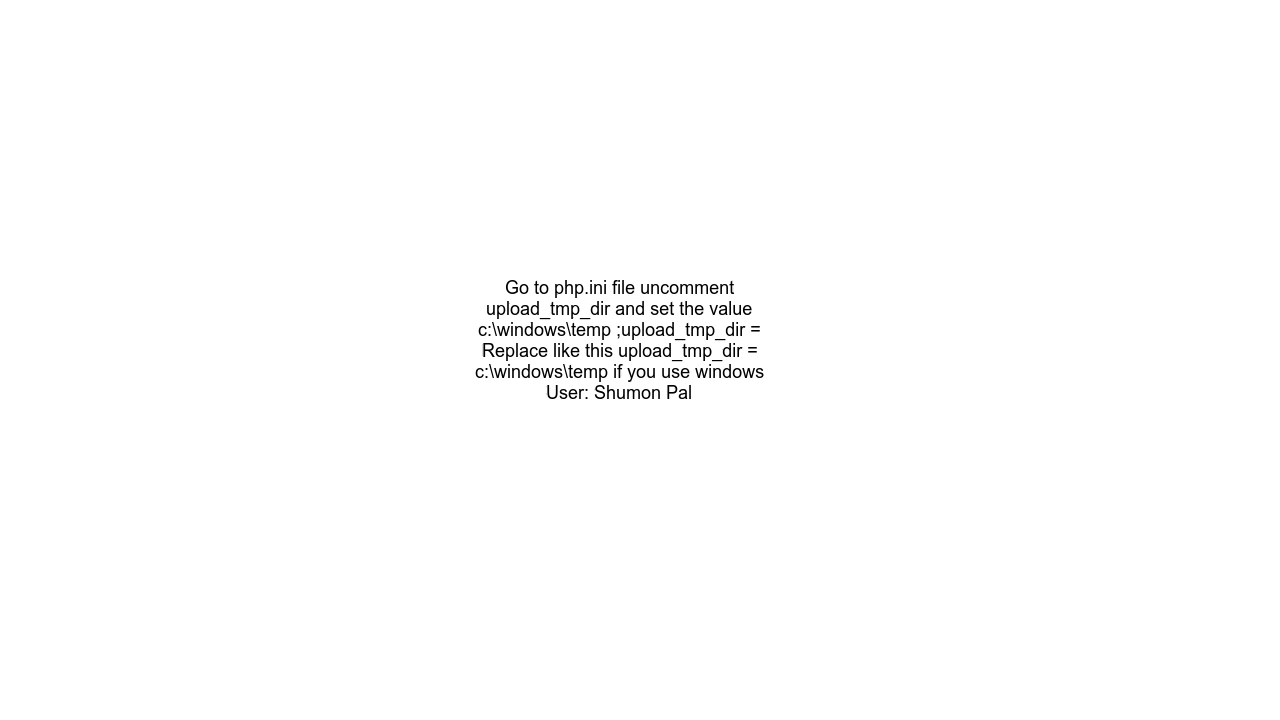 Go to php.ini file uncomment
upload_tmp_dir and set the value
c:\windows\temp ;upload_tmp_dir =
Replace like this upload_tmp_dir =
c:\windows\temp if you use windows
User: Shumon Pal